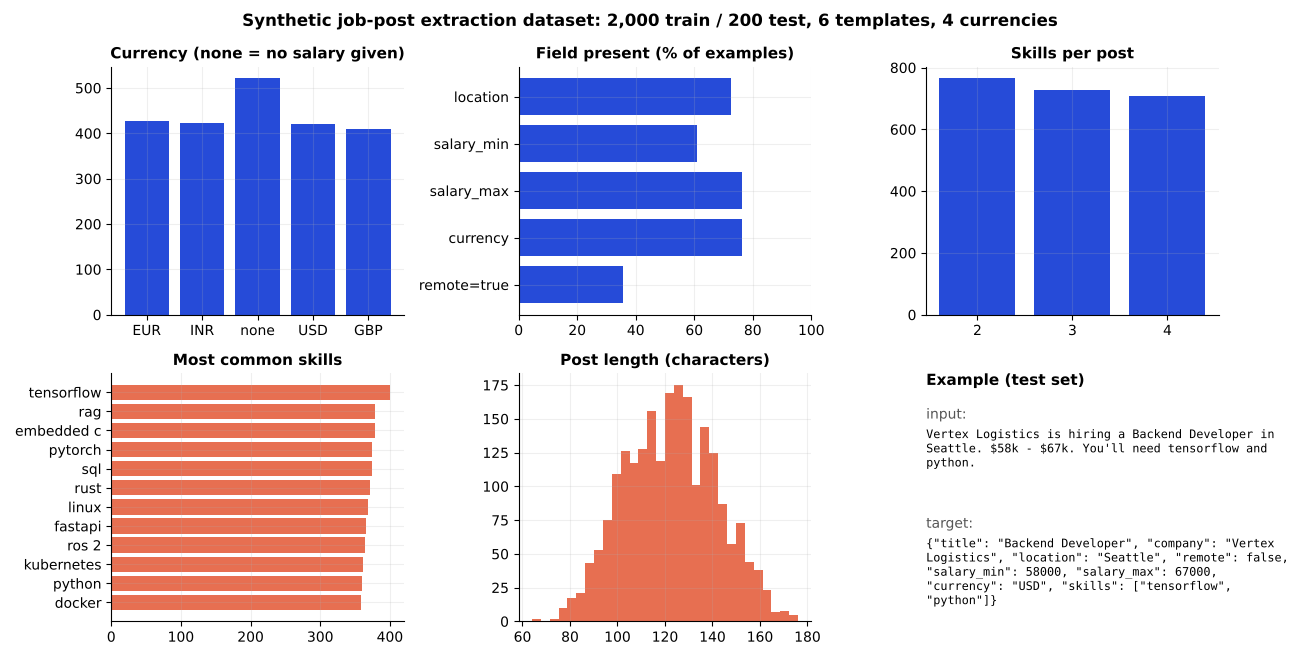 Synthetic job-post extraction dataset: 2,000 train / 200 test, 6 templates, 4 currencies
Currency (none = no salary given)
500
400
300
200
100
0
EUR INR none USD GBP
Field present (% of examples)
location
salary_min
salary_max
currency
remote=true
0 20 40 60 80 100
Skills per post
800
600
400
200
0
2 3 4
Most common skills
tensorflow
rag
embedded c
pytorch
sql
rust
linux
fastapi
ros 2
kubernetes
python
docker
0 100 200 300 400
Post length (characters)
175
150
125
100
75
50
25
0
60 80 100 120 140 160 180
Example (test set)
input:
Vertex Logistics is hiring a Backend Developer in
Seattle. $58k - $67k. You'll need tensorflow and
python.
target:
{"title": "Backend Developer", "company": "Vertex
Logistics", "location": "Seattle", "remote": false,
"salary_min": 58000, "salary_max": 67000,
"currency": "USD", "skills": ["tensorflow",
"python"]}